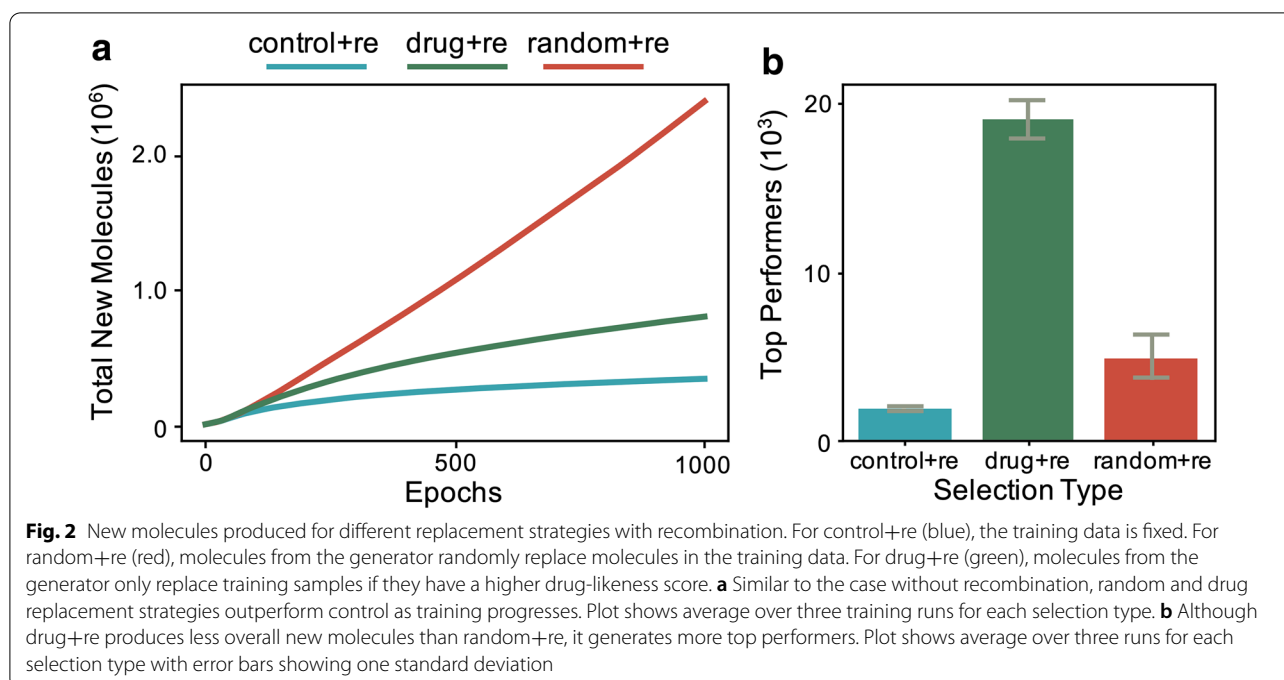 a
control+re drug+re random+re
Total New Molecules (10⁶)
2.0
1.0
0
0 500 1000
Epochs
b
Top Performers (10³)
20
10
0
control+re drug+re random+re
Selection Type
Fig. 2 New molecules produced for different replacement strategies with recombination. For control+re (blue), the training data is fixed. For
random+re (red), molecules from the generator randomly replace molecules in the training data. For drug+re (green), molecules from the
generator only replace training samples if they have a higher drug-likeness score. a Similar to the case without recombination, random and drug
replacement strategies outperform control as training progresses. Plot shows average over three training runs for each selection type. b Although
drug+re produces less overall new molecules than random+re, it generates more top performers. Plot shows average over three runs for each
selection type with error bars showing one standard deviation